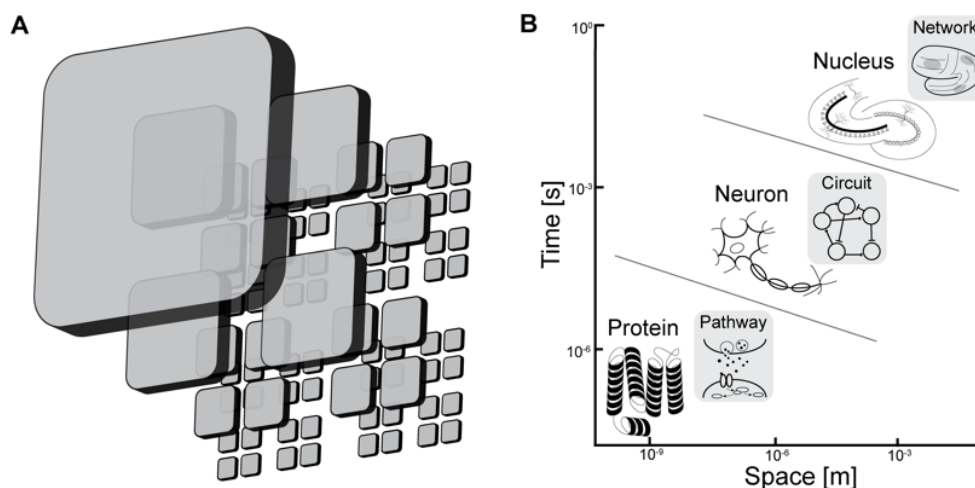 A
B
10⁰
Network
Nucleus
10⁻³
Circuit
Neuron
Time [s]
Protein
Pathway
10⁻⁶
10⁻⁹
10⁻⁶
10⁻³
Space [m]